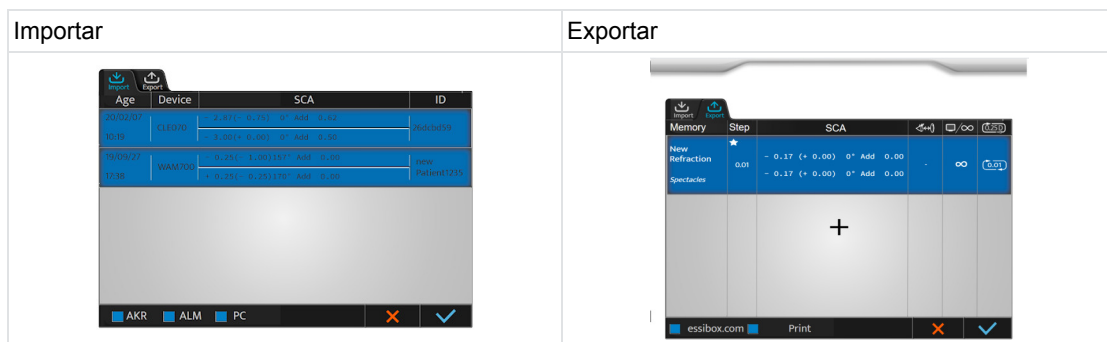 Importar
Exportar
Import Export
Age Device SCA ID
20/02/07
10:19
CLE070
- 2.87(- 0.75) 0° Add 0.62
- 3.00(+ 0.00) 0° Add 0.50
19/09/27
17:38
WAM700
- 0.25(- 1.00)157° Add 0.00
+ 0.25(- 0.25)170° Add 0.00
new
Patient1235
AKR ALM PC
Import Export
Memory Step SCA
New
Refraction
Spectacles
0.01
- 0.17 (+ 0.00) 0° Add 0.00
- 0.17 (+ 0.00) 0° Add 0.00
- ∞ 0.01
+
essibox.com Print